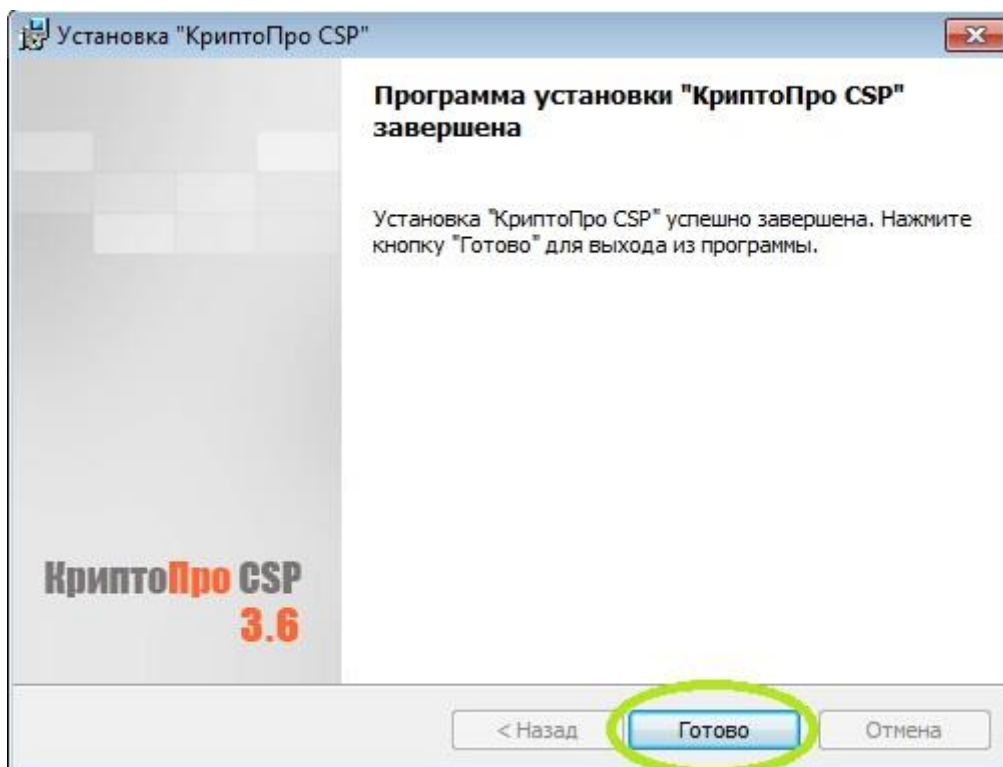 Установка "КриптоПро CSP"
Программа установки "КриптоПро CSP"
завершена
Установка "КриптоПро CSP" успешно завершена. Нажмите
кнопку "Готово" для выхода из программы.
КриптоПро CSP
3.6
< Назад
Готово
Отмена